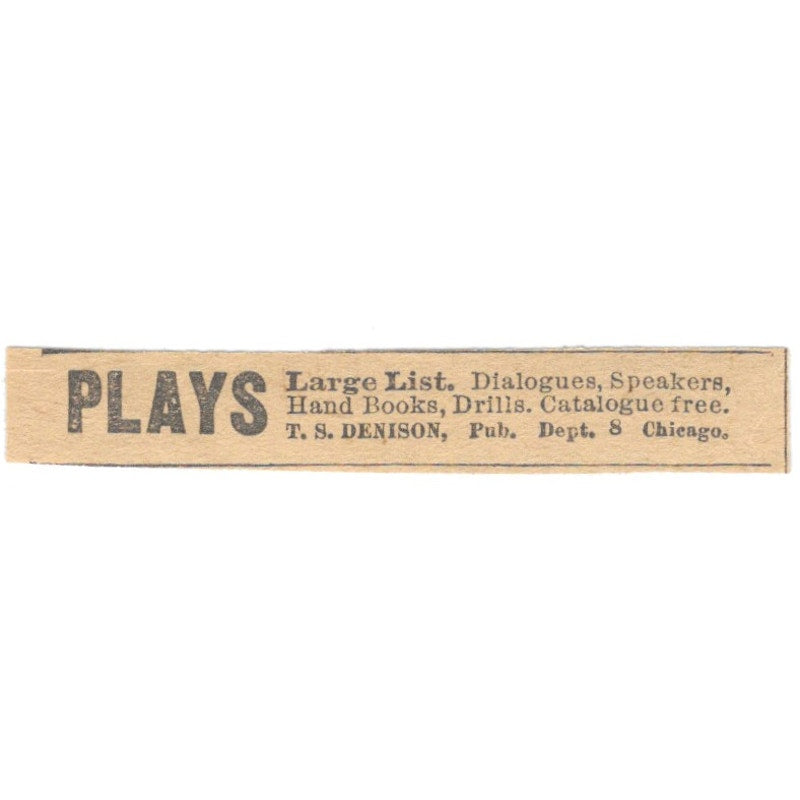 PLAYS
Large List. Dialogues, Speakers,
Hand Books, Drills. Catalogue free.
T. S. DENISON, Pub. Dept. 8 Chicago.